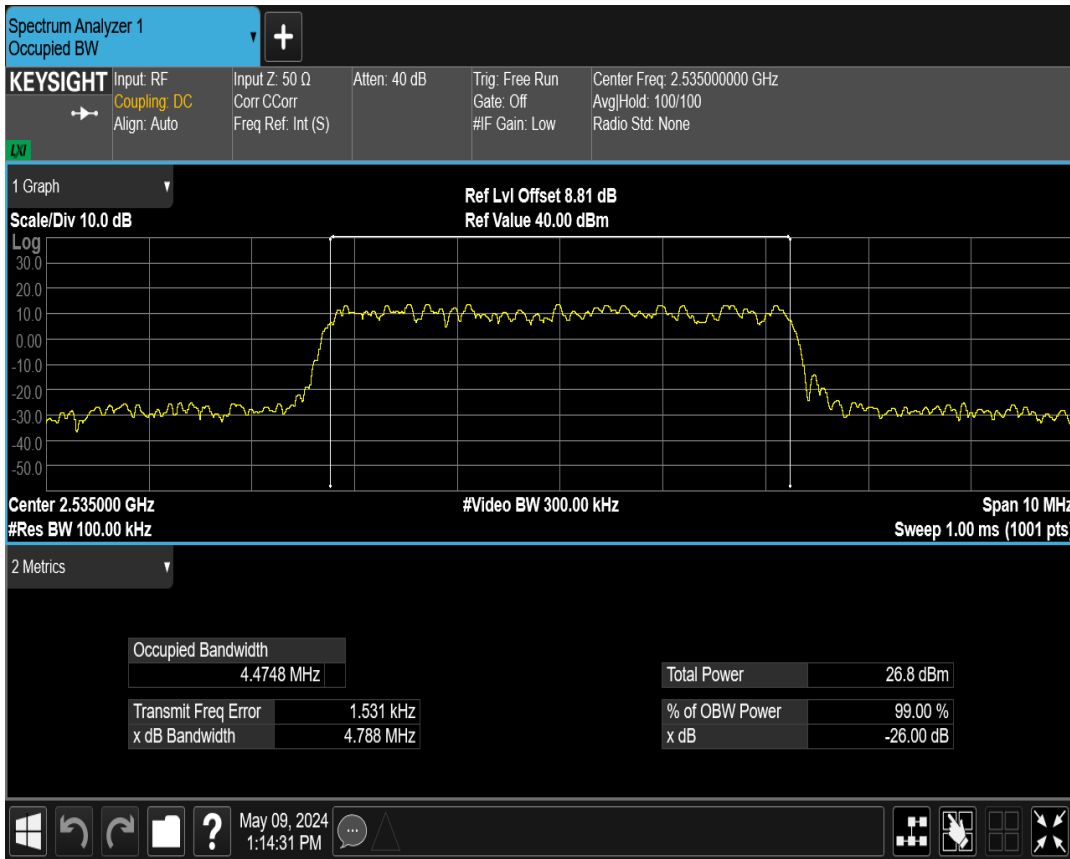 Spectrum Analyzer 1
Occupied BW
+
KEYSIGHT
LXI
Input: RF
Coupling: DC
Align: Auto
Input Z: 50 Ω
Corr CCorr
Freq Ref: Int (S)
Atten: 40 dB
Trig: Free Run
Gate: Off
#IF Gain: Low
Center Freq: 2.535000000 GHz
Avg|Hold: 100/100
Radio Std: None
1 Graph
Scale/Div 10.0 dB
Ref Lvl Offset 8.81 dB
Ref Value 40.00 dBm
Log
30.0
20.0
10.0
0.00
-10.0
-20.0
-30.0
-40.0
-50.0
Center 2.535000 GHz
#Video BW 300.00 kHz
Span 10 MHz
#Res BW 100.00 kHz
Sweep 1.00 ms (1001 pts)
2 Metrics
Occupied Bandwidth
4.4748 MHz
Total Power 26.8 dBm
Transmit Freq Error 1.531 kHz
% of OBW Power 99.00 %
x dB Bandwidth 4.788 MHz
x dB -26.00 dB
?
May 09, 2024
1:14:31 PM
...